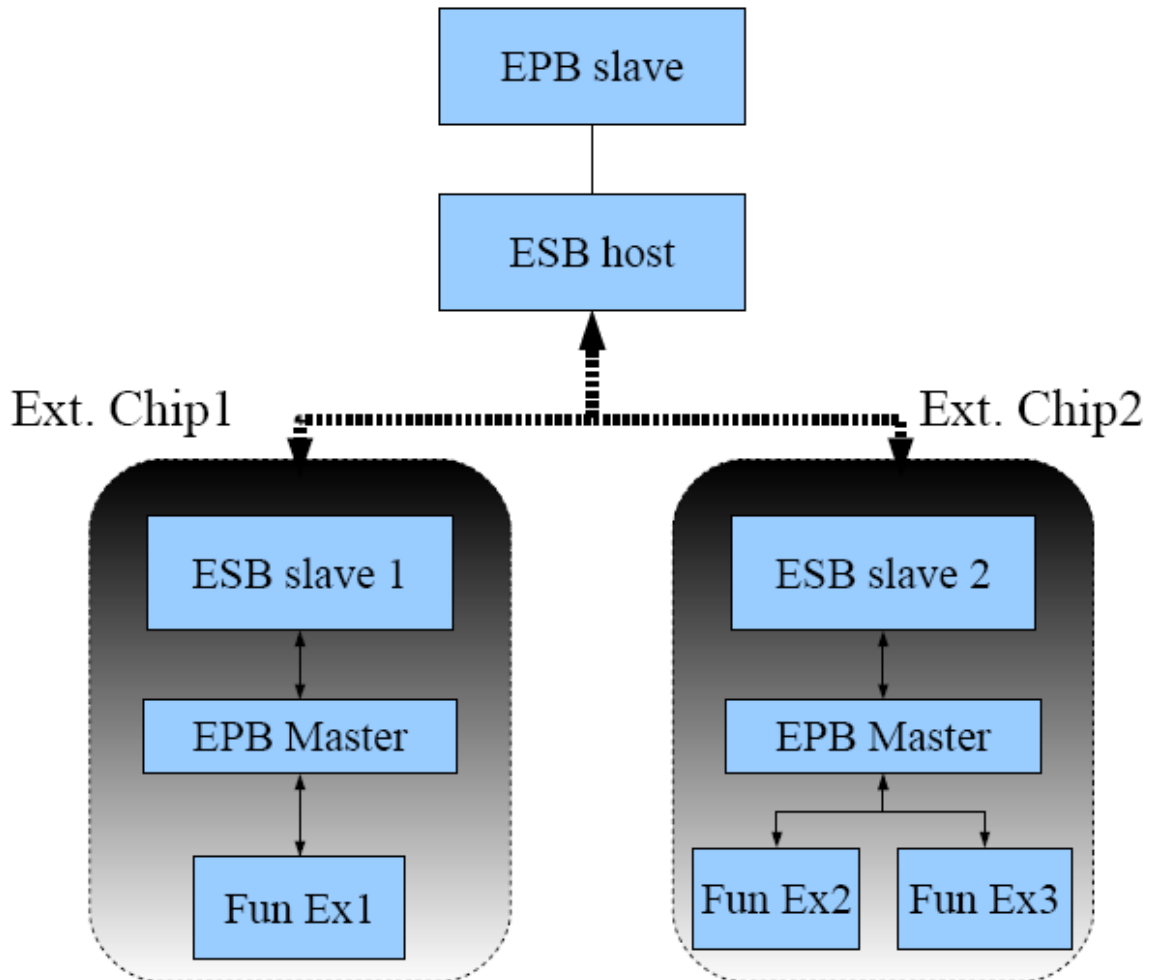 EPB slave
ESB host
Ext. Chip1
Ext. Chip2
ESB slave 1
ESB slave 2
EPB Master
EPB Master
Fun Ex1
Fun Ex2
Fun Ex3